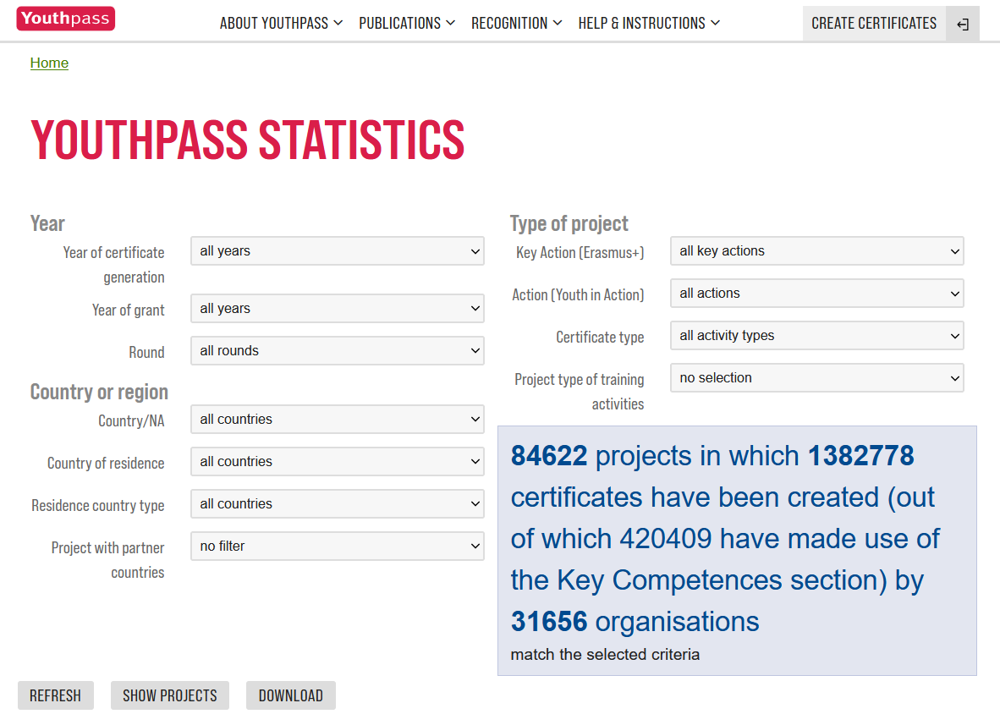 Youthpass
ABOUT YOUTHPASS
PUBLICATIONS
RECOGNITION
HELP & INSTRUCTIONS
CREATE CERTIFICATES
Home
YOUTHPASS STATISTICS
Year
Year of certificate
generation
all years
Year of grant
all years
Round
all rounds
Country or region
Country/NA
all countries
Country of residence
all countries
Residence country type
all countries
Project with partner
countries
no filter
Type of project
Key Action (Erasmus+)
all key actions
Action (Youth in Action)
all actions
Certificate type
all activity types
Project type of training
activities
no selection
84622 projects in which 1382778
certificates have been created (out
of which 420409 have made use of
the Key Competences section) by
31656 organisations
match the selected criteria
REFRESH
SHOW PROJECTS
DOWNLOAD